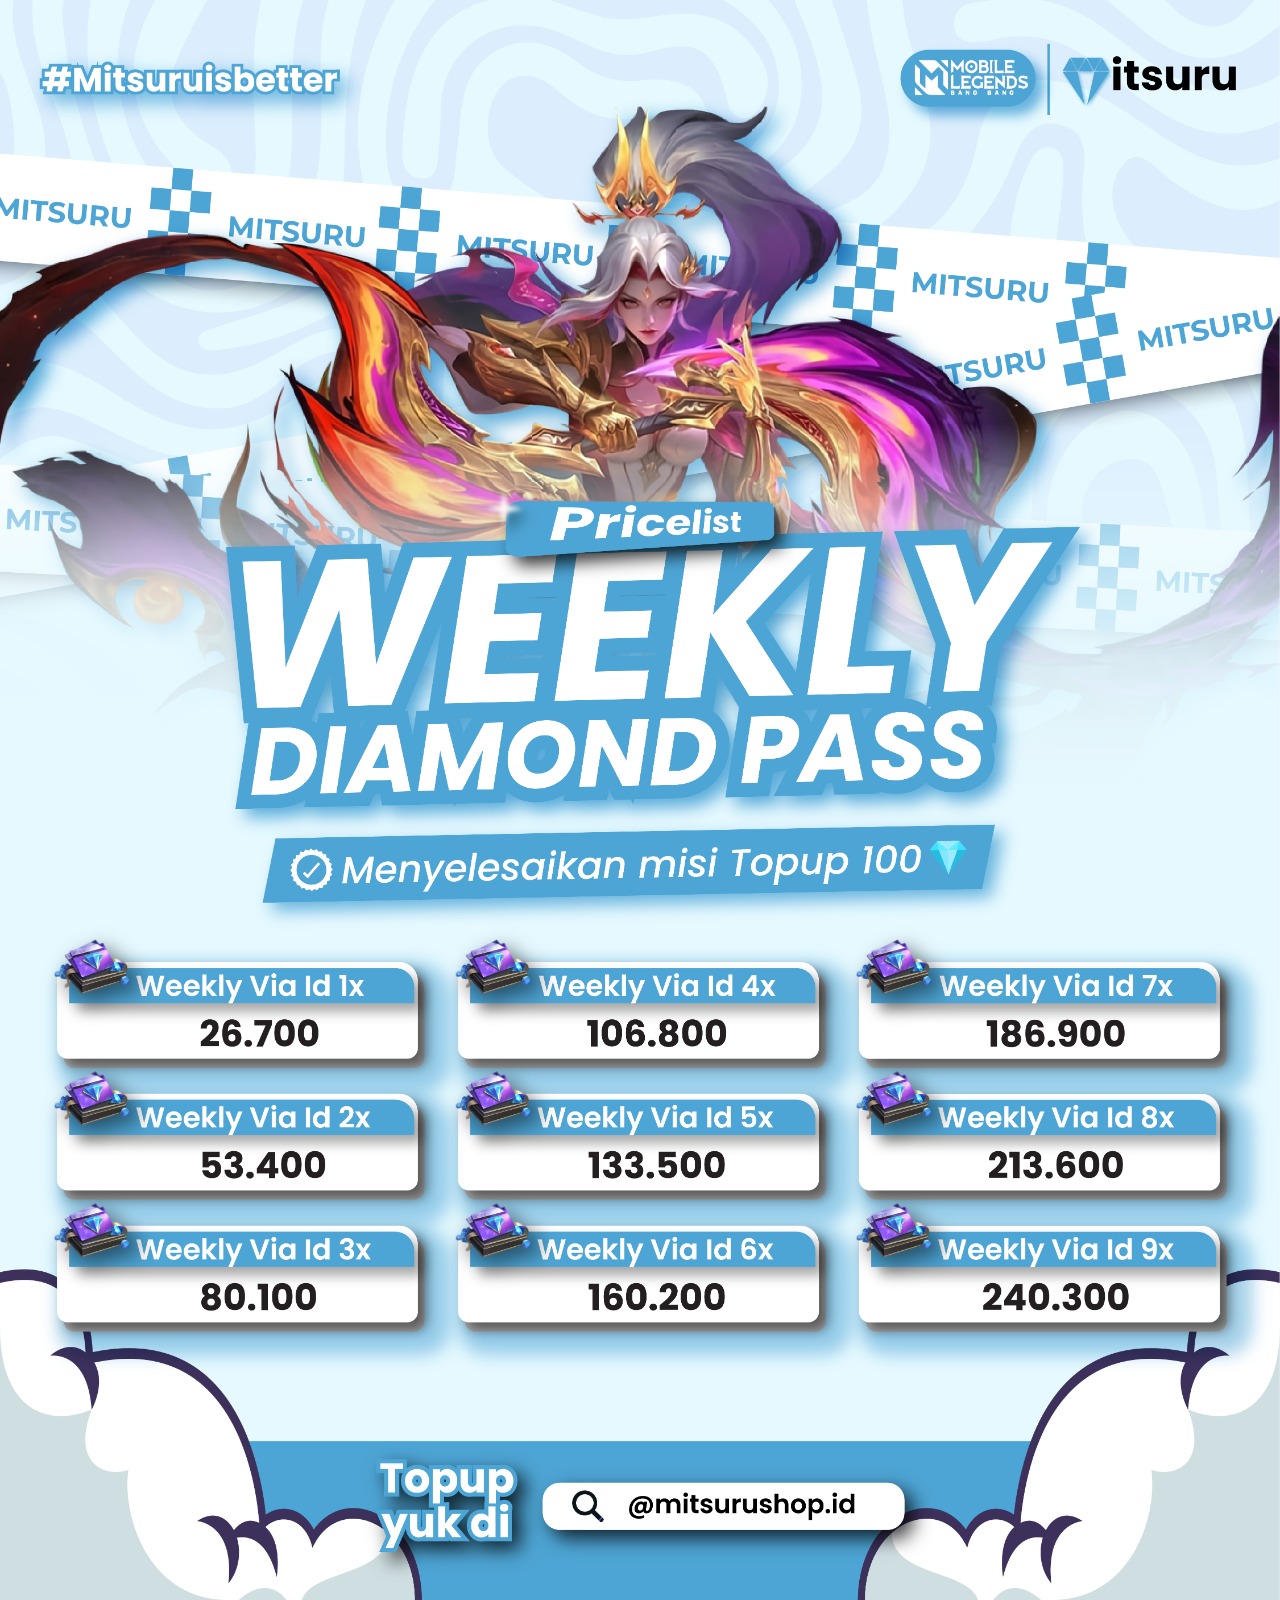 #Mitsuruisbetter
MOBILE
LEGENDS
BANG BANG
itsuru
MITSURU
MITSURU
MITSURU
MITSURU
MITSURU
Pricelist
WEEKLY
DIAMOND PASS
Menyelesaikan misi Topup 100
Weekly Via Id 1x
26.700
Weekly Via Id 4x
106.800
Weekly Via Id 7x
186.900
Weekly Via Id 2x
53.400
Weekly Via Id 5x
133.500
Weekly Via Id 8x
213.600
Weekly Via Id 3x
80.100
Weekly Via Id 6x
160.200
Weekly Via Id 9x
240.300
Topup
yuk di
@mitsurushop.id